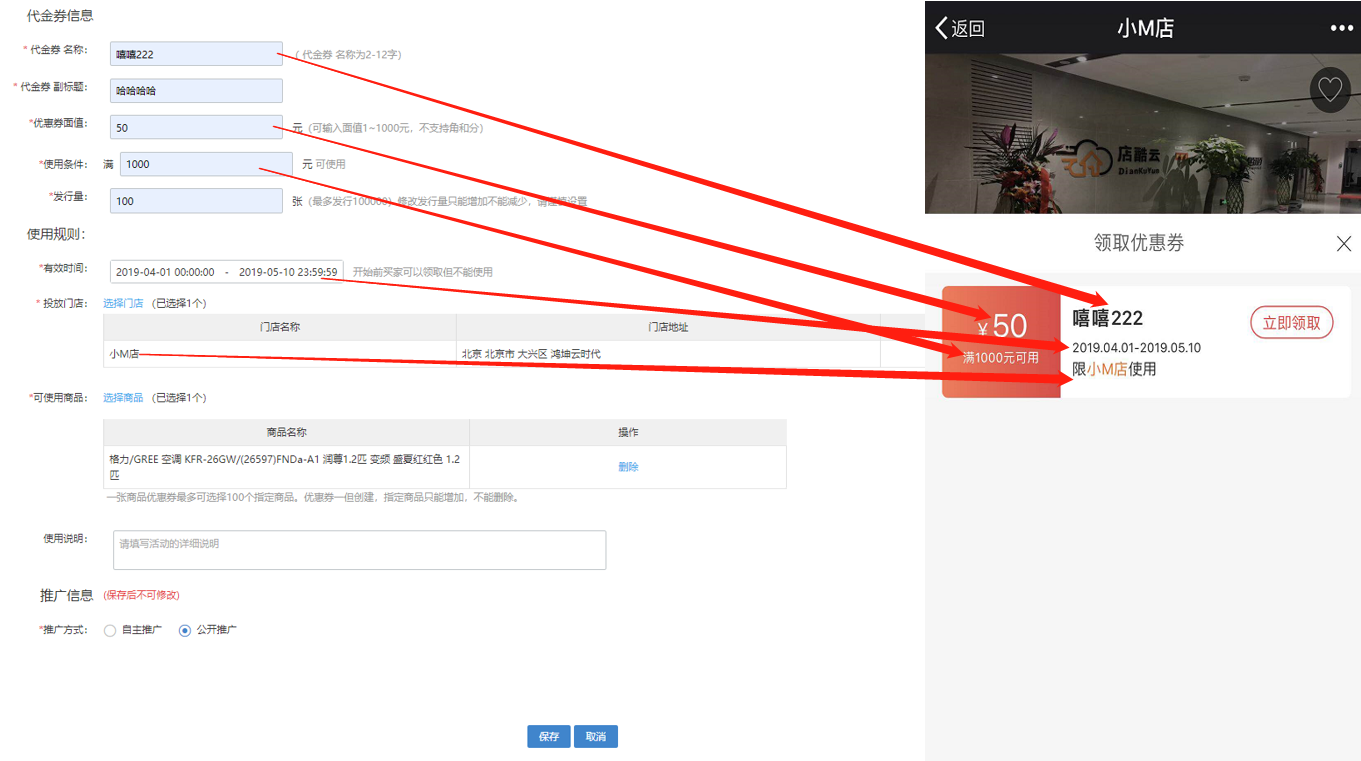 代金券信息
* 代金券 名称： 嘻嘻222 （ 代金券 名称为2-12字）
* 代金券 副标题： 哈哈哈哈
*优惠券面值： 50 元（可输入面值1~1000元，不支持角和分）
*使用条件： 满 1000 元 可使用
*发行量： 100 张（最多发行100000）修改发行量只能增加不能减少，请谨慎设置
使用规则：
*有效时间： 2019-04-01 00:00:00 - 2019-05-10 23:59:59 开始前买家可以领取但不能使用
* 投放门店： 选择门店 （已选择1个）
门店名称 门店地址
小M店 北京 北京市 大兴区 鸿坤云时代
*可使用商品： 选择商品 （已选择1个）
商品名称 操作
格力/GREE 空调 KFR-26GW/(26597)FNDa-A1 润尊1.2匹 变频 盛夏红红色 1.2
匹
删除
一张商品优惠券最多可选择100个指定商品。优惠券一但创建，指定商品只能增加，不能删除。
使用说明： 请填写活动的详细说明
推广信息 (保存后不可修改)
*推广方式： 自主推广 公开推广
保存 取消
返回 小M店
店酷云
DianKuYun
领取优惠券
¥50
满1000元可用
嘻嘻222
2019.04.01-2019.05.10
限小M店使用
立即领取